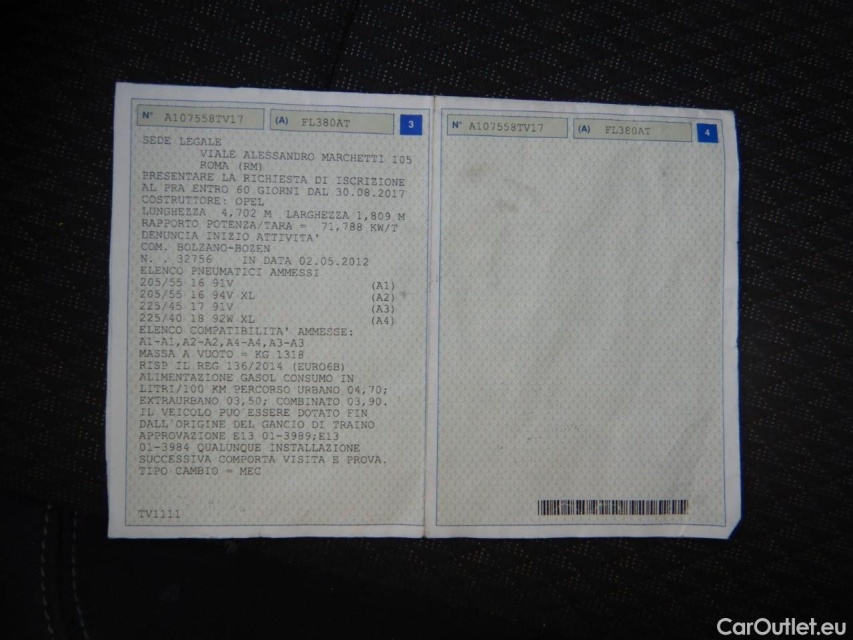 N° A107558TV17 (A) FL380AT 3
SEDE LEGALE
VIALE ALESSANDRO MARCHETTI 105
ROMA (RM)
PRESENTARE LA RICHIESTA DI ISCRIZIONE
AL PRA ENTRO 60 GIORNI DAL 30.08.2017
COSTRUTTORE: OPEL
LUNGHEZZA 4,702 M LARGHEZZA 1,809 M
RAPPORTO POTENZA/TARA = 71,788 KW/T
DENUNCIA INIZIO ATTIVITA'
COM. BOLZANO-BOZEN
N. . 32756 IN DATA 02.05.2012
ELENCO PNEUMATICI AMMESSI
205/55 16 91V (A1)
205/55 16 94V XL (A2)
225/45 17 91V (A3)
225/40 18 92W XL (A4)
ELENCO COMPATIBILITA' AMMESSE:
A1-A1,A2-A2,A4-A4,A3-A3
MASSA A VUOTO = KG 1318
RISP IL REG 136/2014 (EURO6B)
ALIMENTAZIONE GASOL CONSUMO IN
LITRI/100 KM PERCORSO URBANO 04,70;
EXTRAURBANO 03,50; COMBINATO 03,90.
IL VEICOLO PUO'ESSERE DOTATO FIN
DALL'ORIGINE DEL GANCIO DI TRAINO
APPROVAZIONE E13 01-3989;E13
01-3984 QUALUNQUE INSTALLAZIONE
SUCCESSIVA COMPORTA VISITA E PROVA.
TIPO CAMBIO = MEC
TV1111
N° A107558TV17 (A) FL380AT 4
CarOutlet.eu